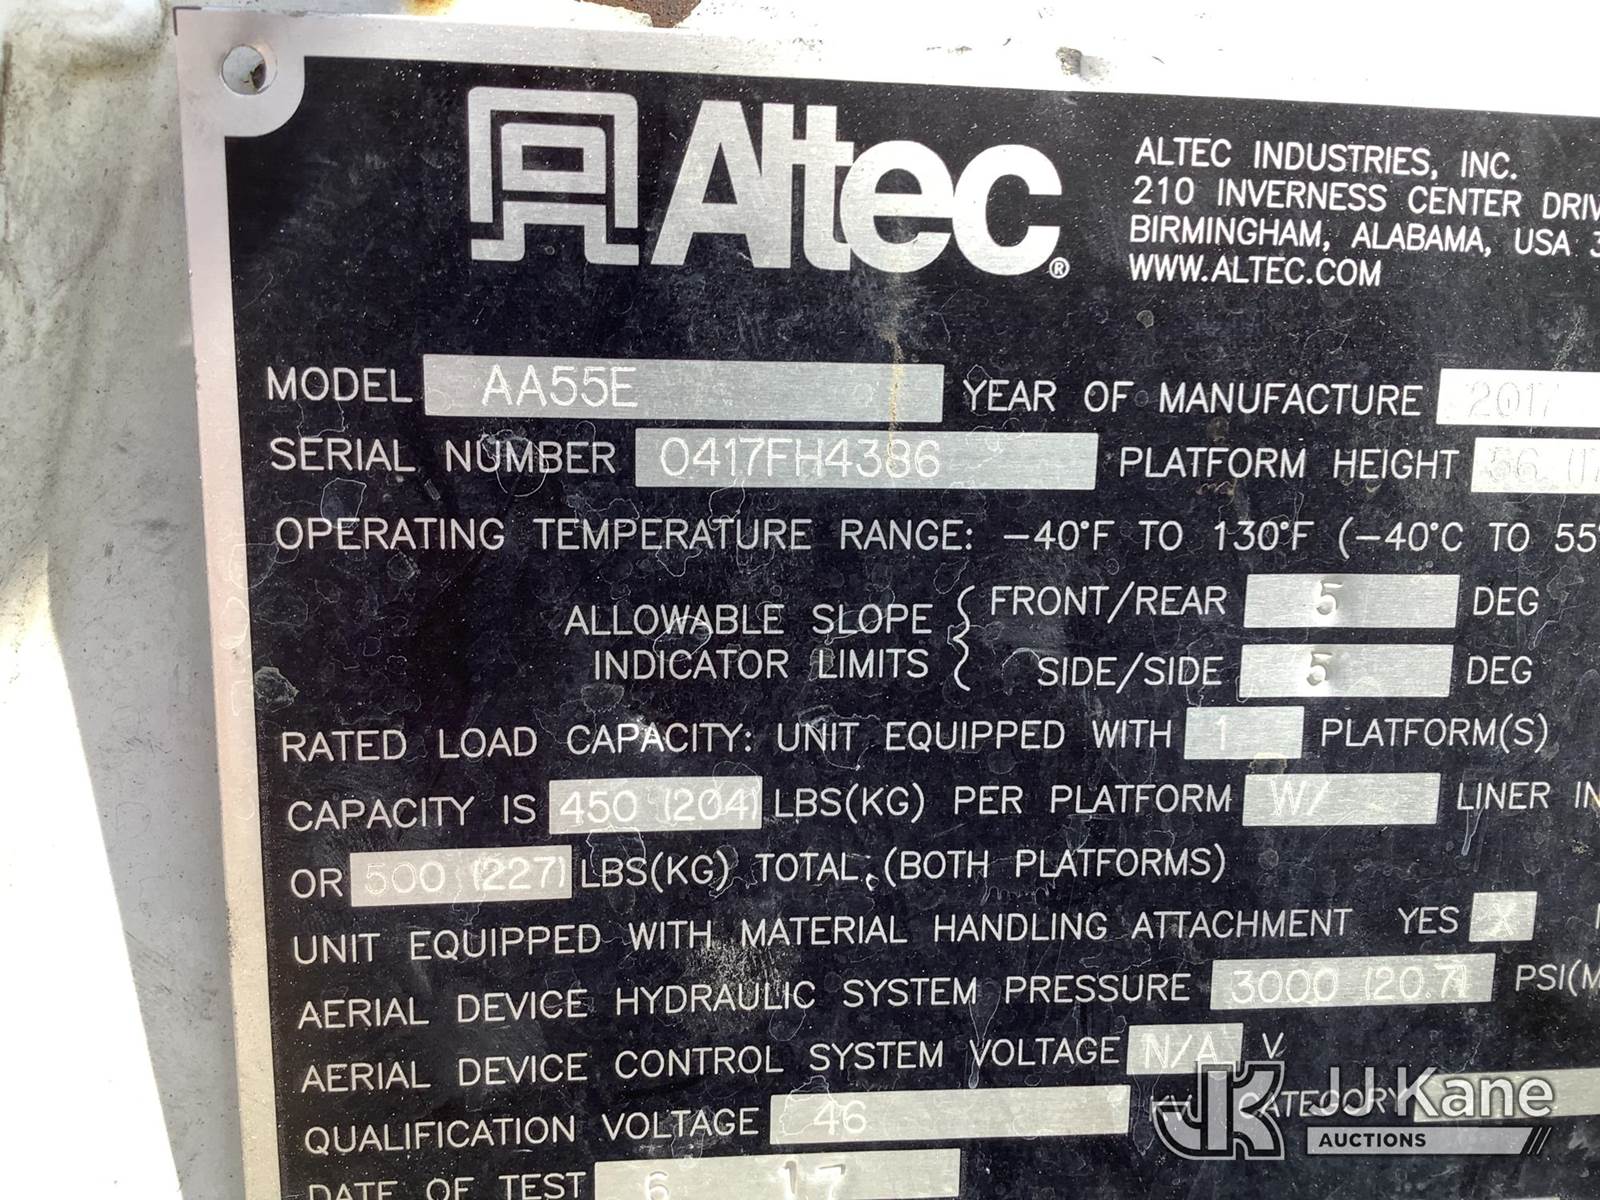 Altec®
ALTEC INDUSTRIES, INC.
210 INVERNESS CENTER
BIRMINGHAM, ALABAMA, USA
WWW.ALTEC.COM
MODEL AA55E YEAR OF MANUFACTURE 2017
SERIAL NUMBER 0417FH4386 PLATFORM HEIGHT
OPERATING TEMPERATURE RANGE: -40°F TO 130°F (-40°C TO 55°
ALLOWABLE SLOPE FRONT/REAR 5 DEG
INDICATOR LIMITS SIDE/SIDE 5 DEG
RATED LOAD CAPACITY: UNIT EQUIPPED WITH 1 PLATFORM(S)
CAPACITY IS 450 (204) LBS(KG) PER PLATFORM W/ LINER
OR 500 (227) LBS(KG) TOTAL (BOTH PLATFORMS)
UNIT EQUIPPED WITH MATERIAL HANDLING ATTACHMENT YES X
AERIAL DEVICE HYDRAULIC SYSTEM PRESSURE 3000 (20.7) PSI(M
AERIAL DEVICE CONTROL SYSTEM VOLTAGE N/A V
QUALIFICATION VOLTAGE 46 KV CATEGORY
DATE OF TEST 6 17
JK JJ Kane
AUCTIONS